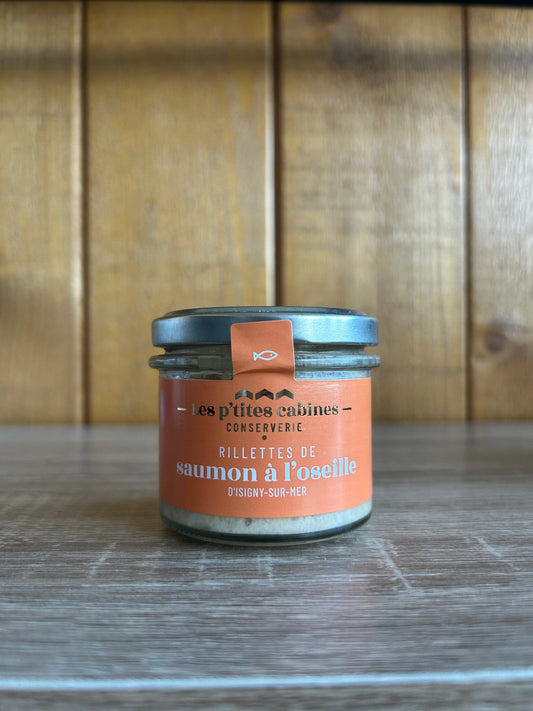 Les p'tites cabines
CONSERVERIE
RILLETTES DE
saumon à l'oseille
D'ISIGNY-SUR-MER